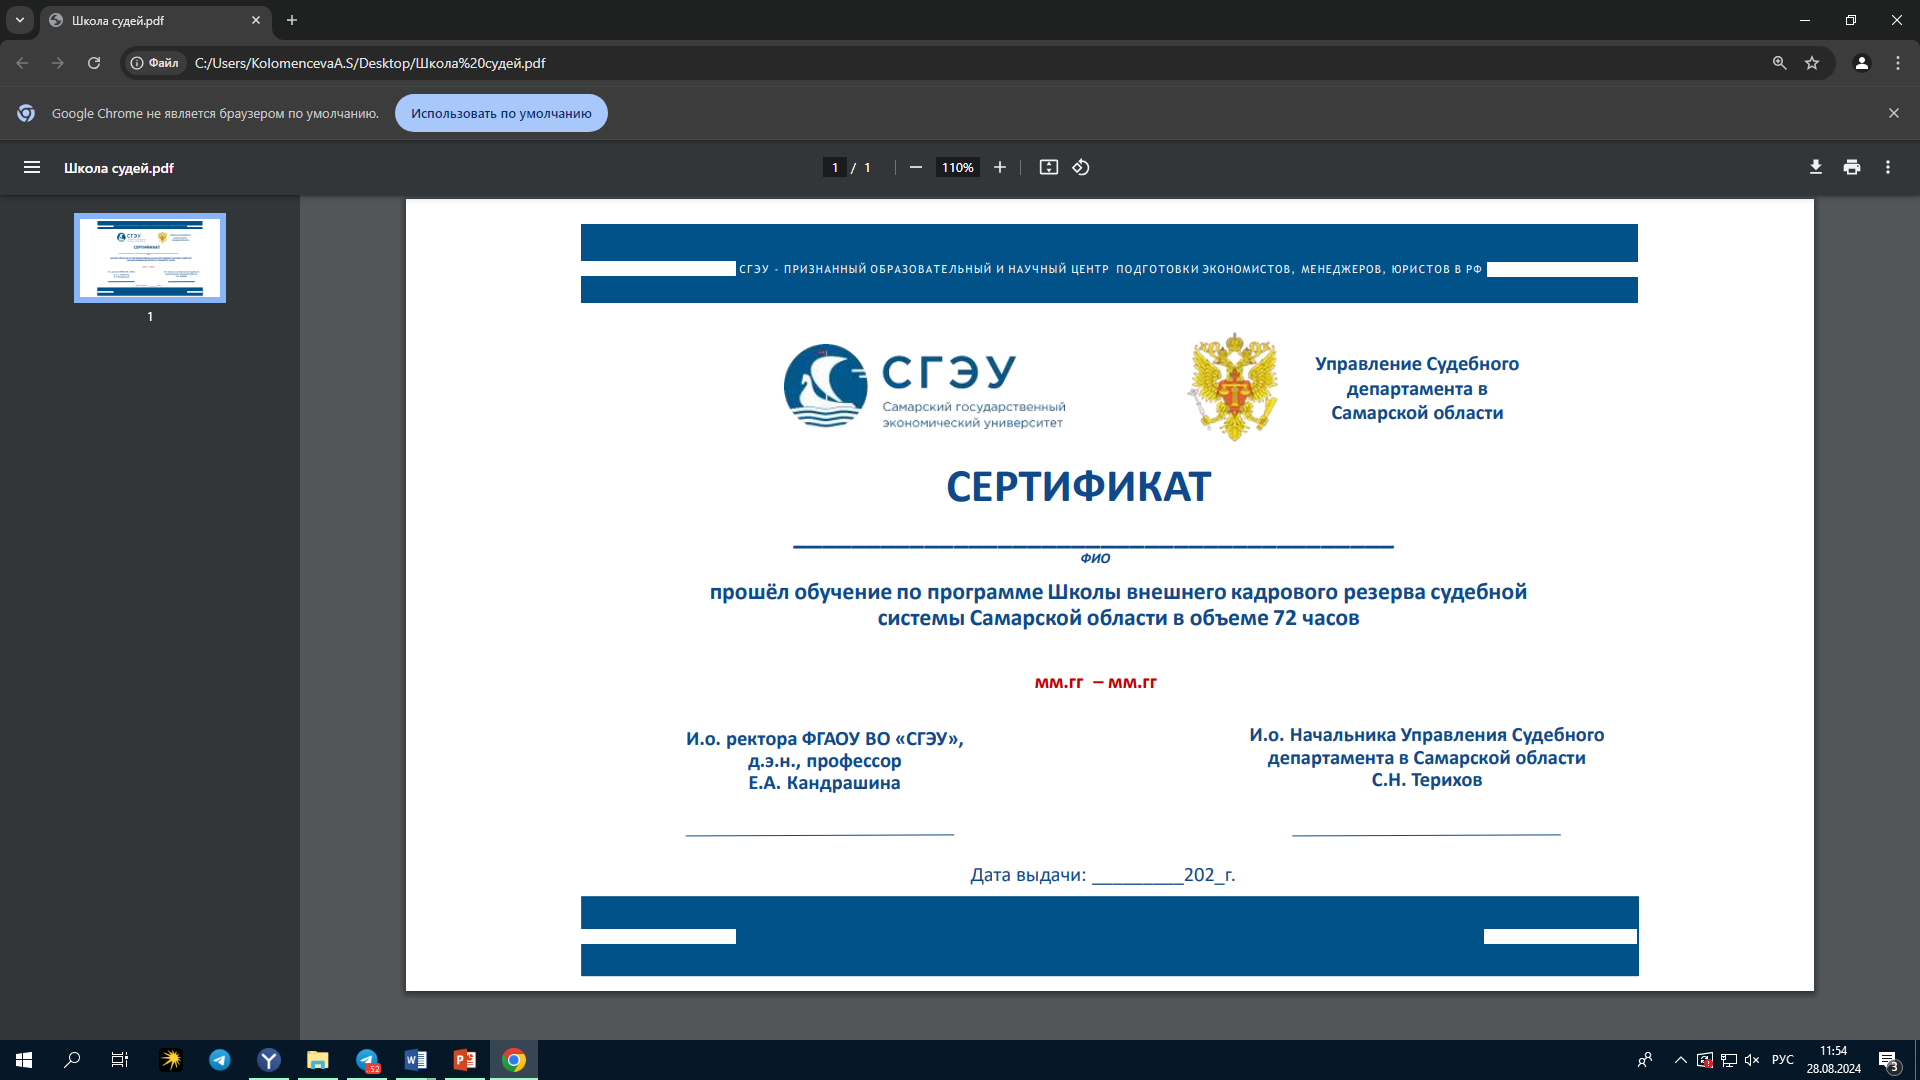 Школа судей.pdf
Файл
C:/Users/KolomencevaA.S/Desktop/Школа%20судей.pdf
Google Chrome не является браузером по умолчанию.
Использовать по умолчанию
Школа судей.pdf
1 / 1
110%
1
СГЭУ - ПРИЗНАННЫЙ ОБРАЗОВАТЕЛЬНЫЙ И НАУЧНЫЙ ЦЕНТР ПОДГОТОВКИ ЭКОНОМИСТОВ, МЕНЕДЖЕРОВ, ЮРИСТОВ В РФ
СГЭУ
Самарский государственный
экономический университет
Управление Судебного
департамента в
Самарской области
СЕРТИФИКАТ
ФИО
прошёл обучение по программе Школы внешнего кадрового резерва судебной
системы Самарской области в объеме 72 часов
мм.гг – мм.гг
И.о. ректора ФГАОУ ВО «СГЭУ»,
д.э.н., профессор
Е.А. Кандрашина
И.о. Начальника Управления Судебного
департамента в Самарской области
С.Н. Терихов
Дата выдачи: _________202_г.
..52
РУС
11:54
28.08.2024
3